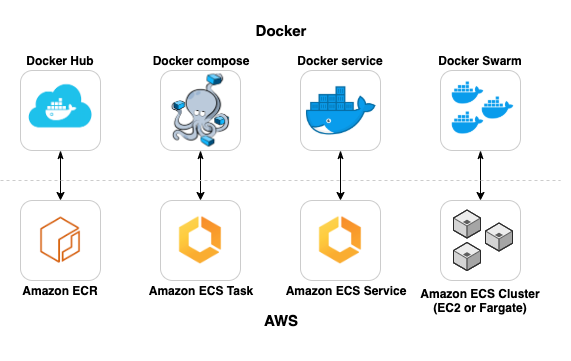 Docker
Docker Hub
Docker compose
Docker service
Docker Swarm
Amazon ECR
Amazon ECS Task
Amazon ECS Service
Amazon ECS Cluster
(EC2 or Fargate)
AWS